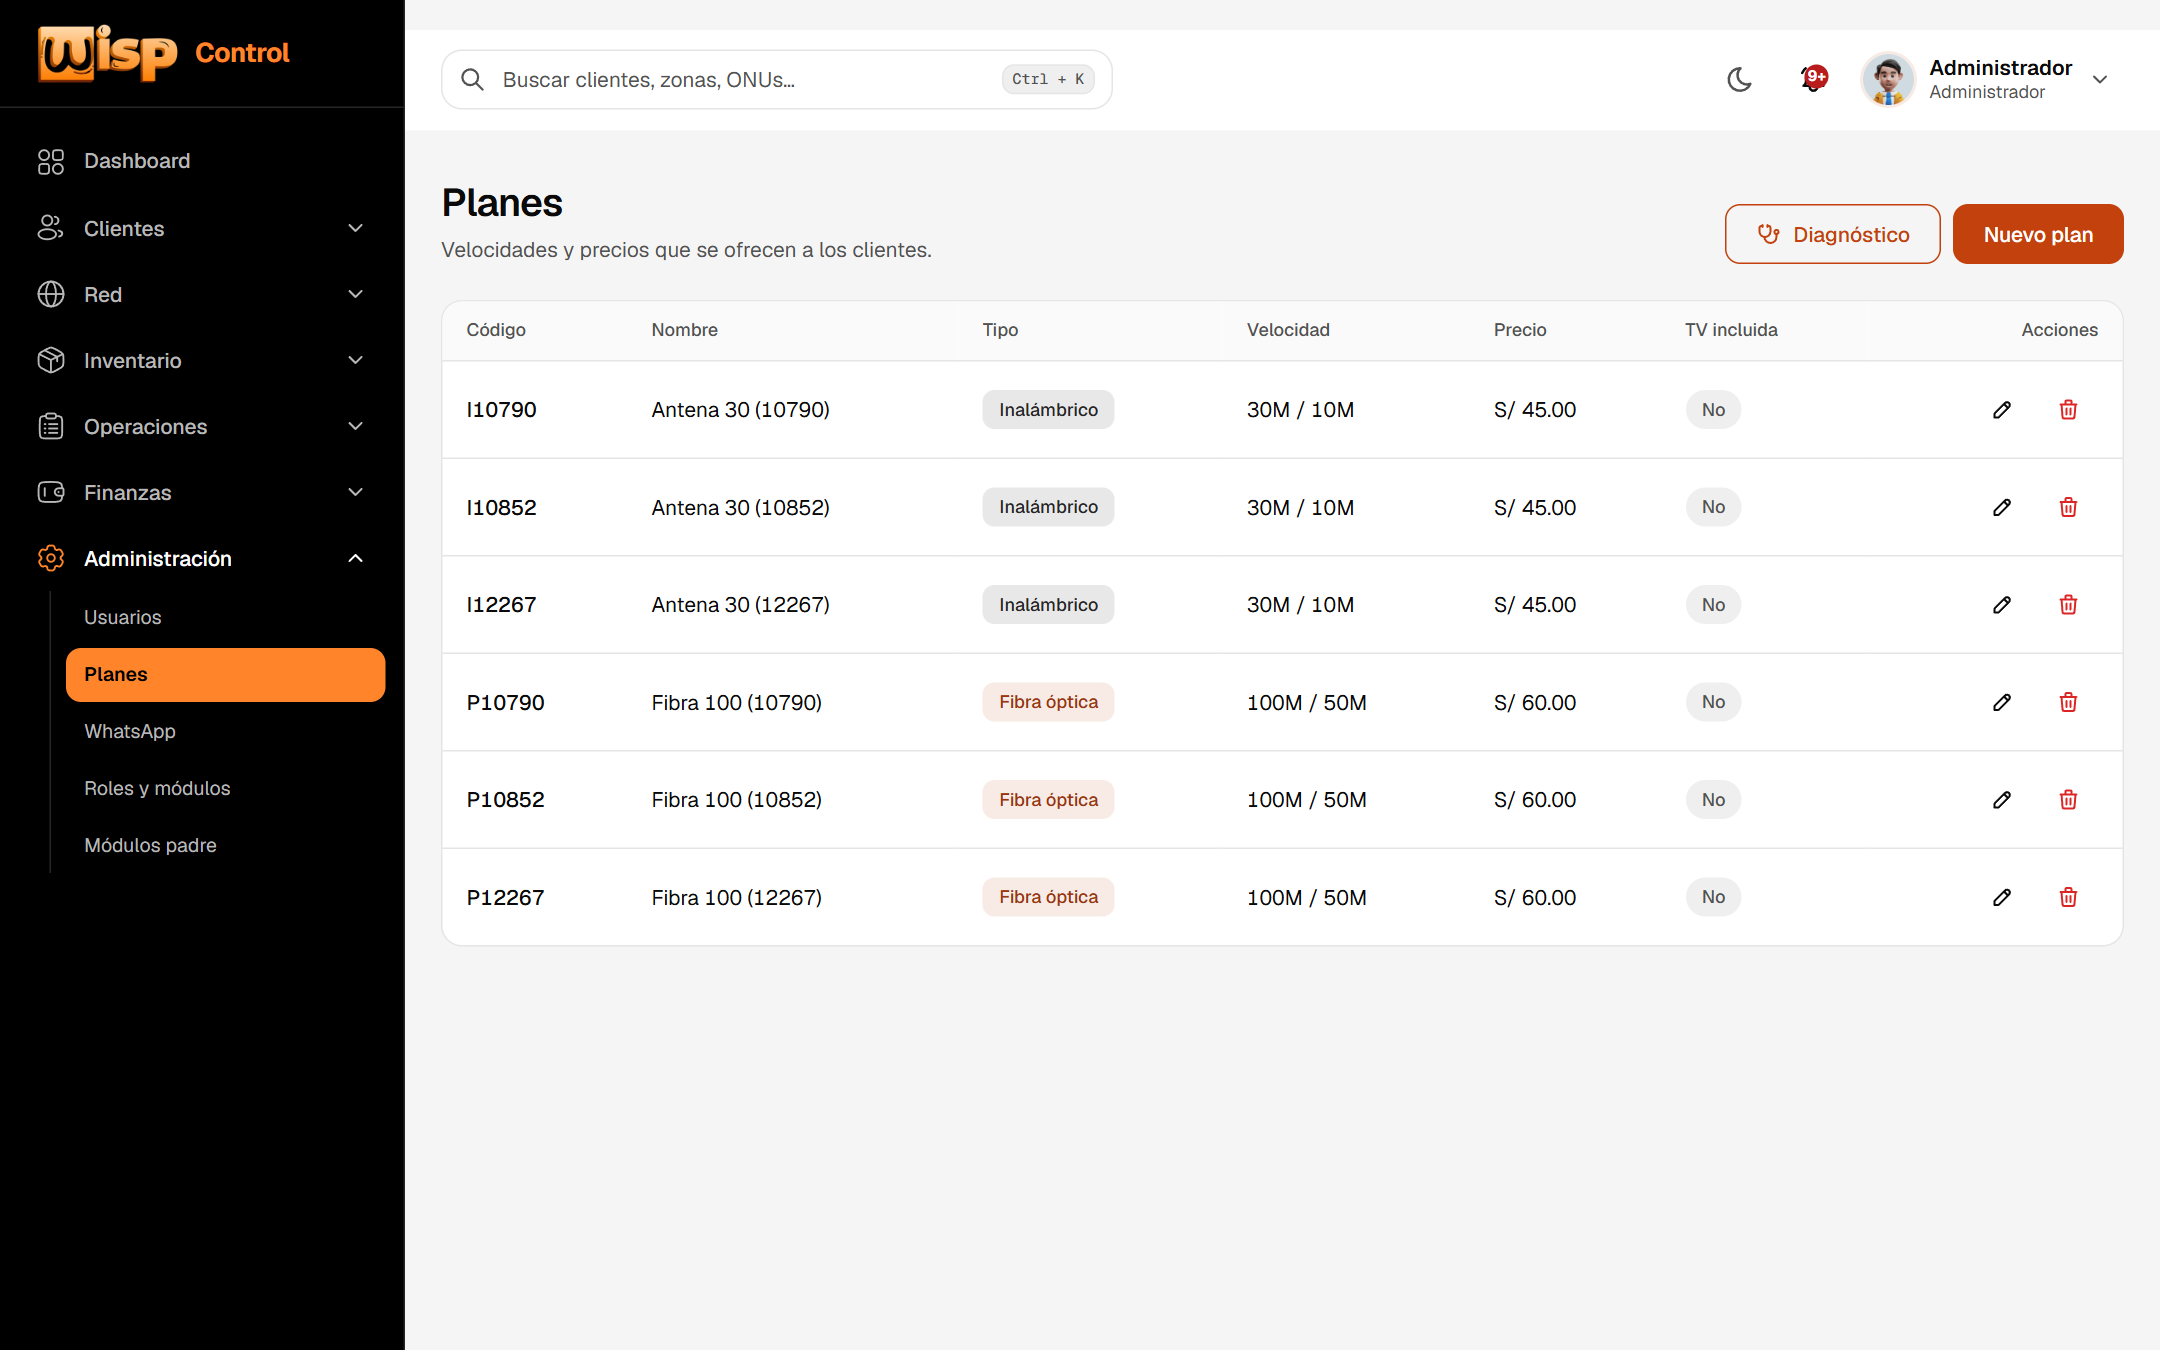 Wisp Control
Buscar clientes, zonas, ONUs...
Ctrl + K
9+
Administrador
Administrador
Dashboard
Clientes
Red
Inventario
Operaciones
Finanzas
Administración
Usuarios
Planes
WhatsApp
Roles y módulos
Módulos padre
Planes
Velocidades y precios que se ofrecen a los clientes.
Diagnóstico
Nuevo plan
Código Nombre Tipo Velocidad Precio TV incluida Acciones
I10790 Antena 30 (10790) Inalámbrico 30M / 10M S/ 45.00 No
I10852 Antena 30 (10852) Inalámbrico 30M / 10M S/ 45.00 No
I12267 Antena 30 (12267) Inalámbrico 30M / 10M S/ 45.00 No
P10790 Fibra 100 (10790) Fibra óptica 100M / 50M S/ 60.00 No
P10852 Fibra 100 (10852) Fibra óptica 100M / 50M S/ 60.00 No
P12267 Fibra 100 (12267) Fibra óptica 100M / 50M S/ 60.00 No